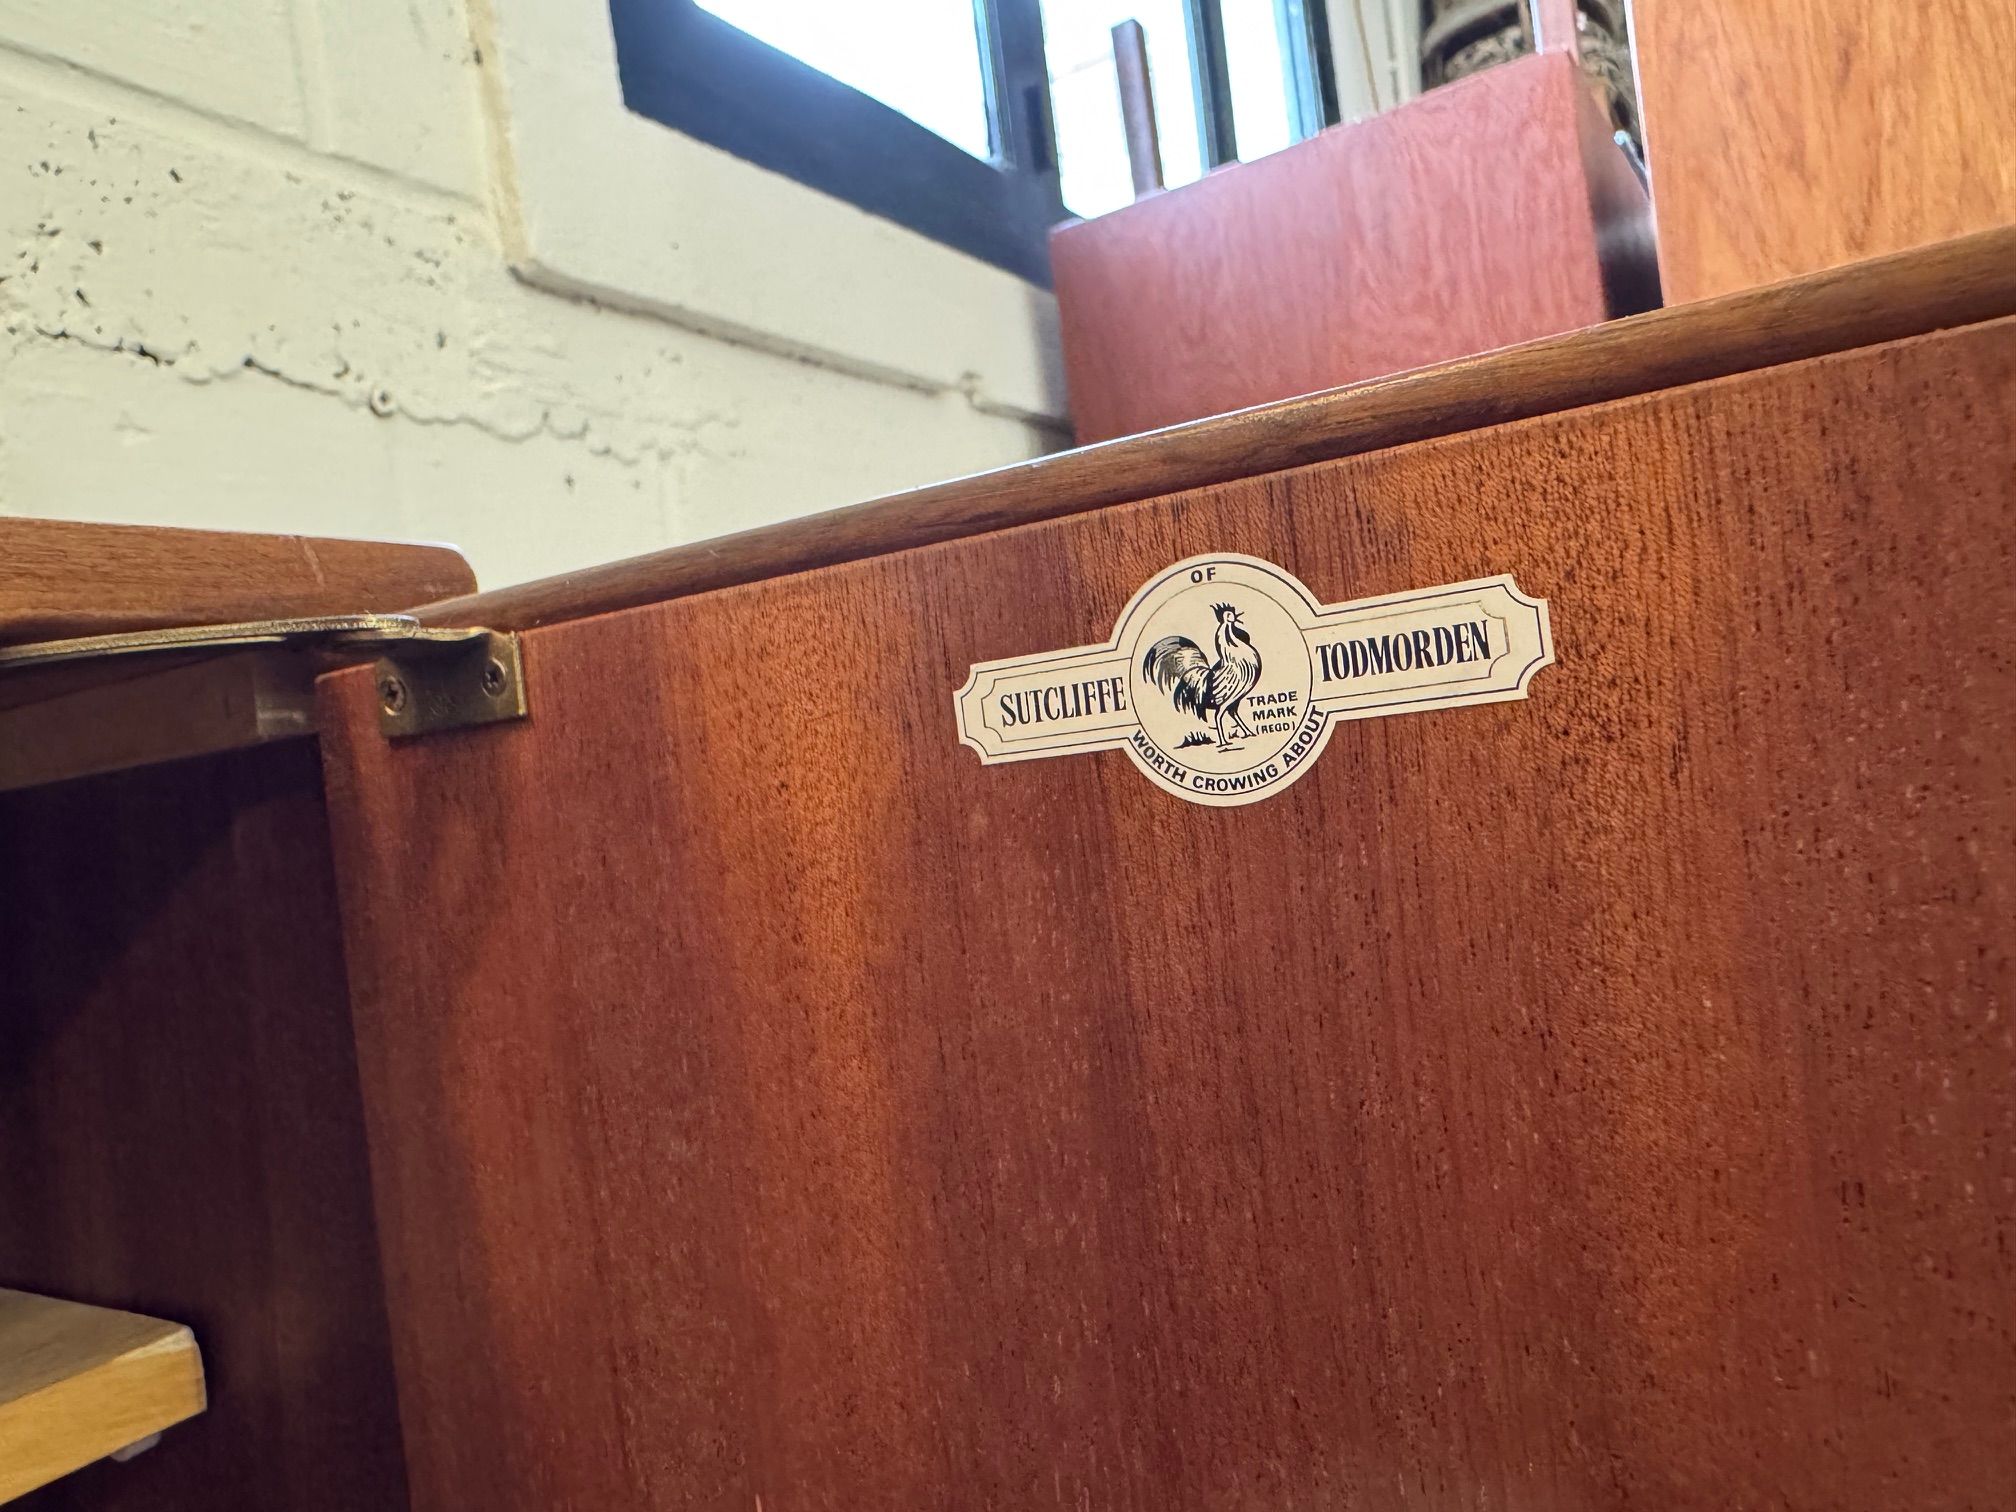 OF
SUTCLIFFE
TODMORDEN
TRADE
MARK
(REGD)
WORTH CROWING ABOUT